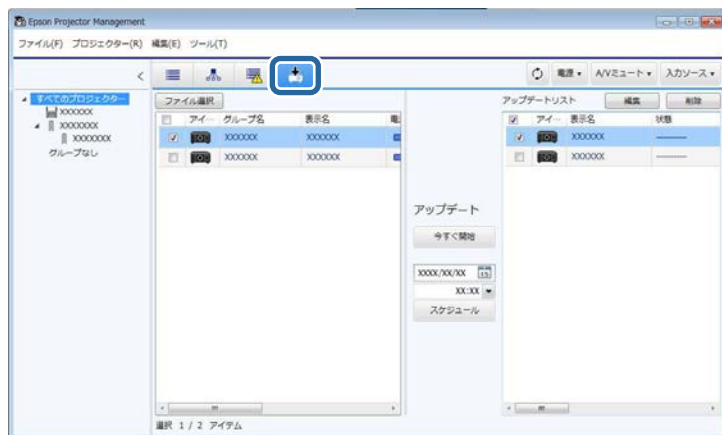 Epson Projector Management
ファイル(F) プロジェクター(R) 編集(E) ツール(T)
電源 A/Vミュート 入力ソース
すべてのプロジェクター
XXXXXX
XXXXXXX
XXXXXXX
グループなし
ファイル選択
アイ… グループ名 表示名 電
XXXXXX XXXXXX
XXXXXX XXXXXX
選択 1 / 2 アイテム
アップデート
今すぐ開始
XXXX/XX/XX 15
XX:XX
スケジュール
アップデートリスト 編集 削除
アイ… 表示名 状態
XXXXXX ————
XXXXXX ————